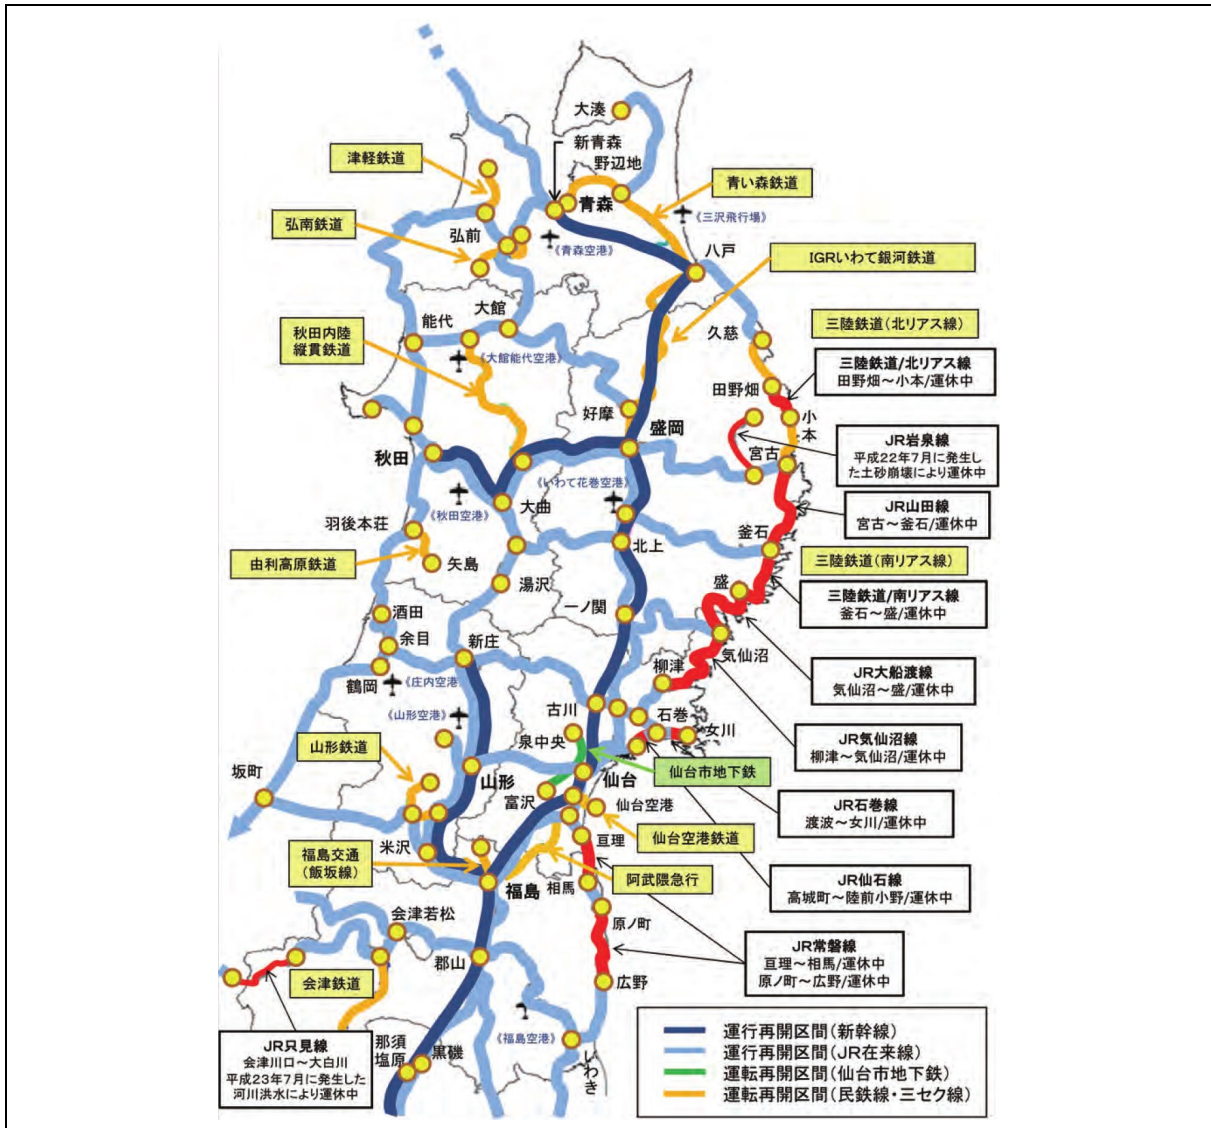 大湊
新青森
野辺地
津軽鉄道
青い森鉄道
青森
《三沢飛行場》
弘南鉄道
弘前
《青森空港》
八戸
IGRいわて銀河鉄道
大館
能代
久慈
三陸鉄道(北リアス線)
秋田内陸
縦貫鉄道
《大館能代空港》
三陸鉄道/北リアス線
田野畑~小本/運休中
田野畑
好摩
小本
盛岡
JR岩泉線
平成22年7月に発生し
た土砂崩壊により運休中
宮古
秋田
《いわて花巻空港》
《秋田空港》
大曲
JR山田線
宮古~釜石/運休中
羽後本荘
釜石
北上
由利高原鉄道
矢島
三陸鉄道(南リアス線)
湯沢
盛
三陸鉄道/南リアス線
釜石~盛/運休中
酒田
一ノ関
余目
新庄
気仙沼
JR大船渡線
気仙沼~盛/運休中
鶴岡
《庄内空港》
柳津
《山形空港》
古川
石巻
女川
JR気仙沼線
柳津~気仙沼/運休中
山形鉄道
泉中央
坂町
山形
仙台
仙台市地下鉄
富沢
仙台空港
JR石巻線
渡波~女川/運休中
亘理
仙台空港鉄道
米沢
福島交通
(飯坂線)
福島
相馬
阿武隈急行
JR仙石線
高城町~陸前小野/運休中
会津若松
原ノ町
JR常磐線
亘理~相馬/運休中
原ノ町~広野/運休中
郡山
会津鉄道
広野
JR只見線
会津川口~大白川
平成23年7月に発生した
河川洪水により運休中
那須
塩原
黒磯
《福島空港》
いわき
運行再開区間(新幹線)
運行再開区間(JR在来線)
運転再開区間(仙台市地下鉄)
運転再開区間(民鉄線・三セク線)